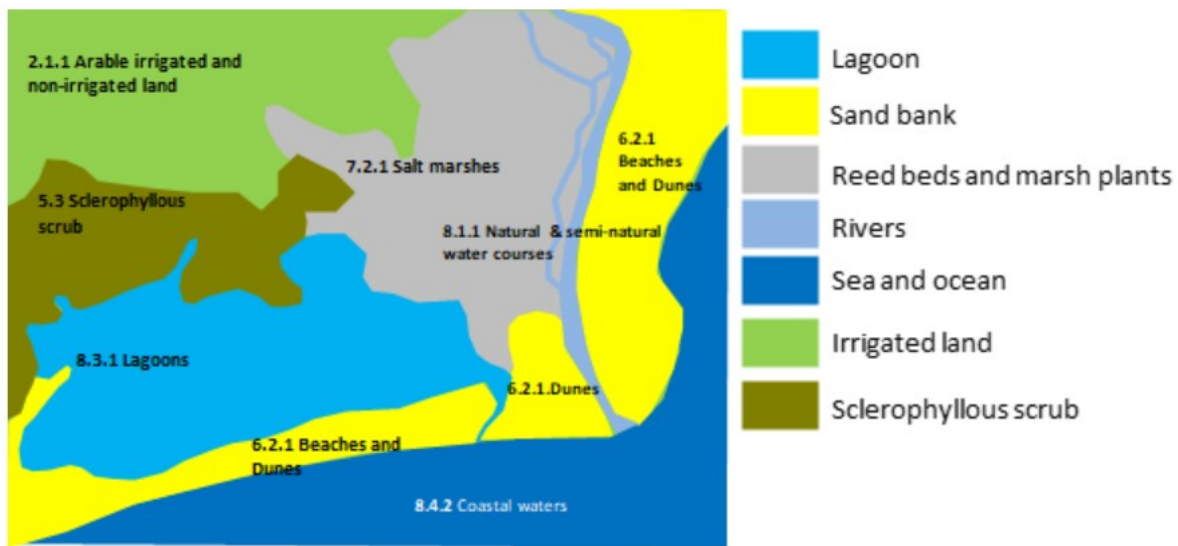 2.1.1 Arable irrigated and
non-irrigated land
7.2.1 Salt marshes
6.2.1
Beaches
and Dunes
5.3 Sclerophyllous
scrub
8.1.1 Natural & semi-natural
water courses
8.3.1 Lagoons
6.2.1.Dunes
6.2.1 Beaches and
Dunes
8.4.2 Coastal waters
Lagoon
Sand bank
Reed beds and marsh plants
Rivers
Sea and ocean
Irrigated land
Sclerophyllous scrub